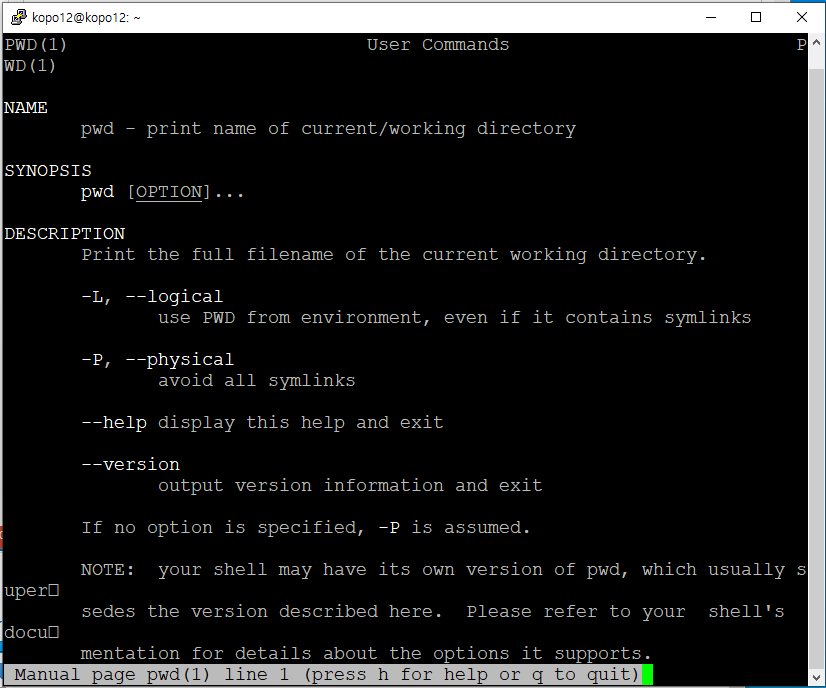 kopo12@kopo12: ~
PWD(1) User Commands P
WD(1)
NAME
pwd - print name of current/working directory
SYNOPSIS
pwd [OPTION]...
DESCRIPTION
Print the full filename of the current working directory.
-L, --logical
use PWD from environment, even if it contains symlinks
-P, --physical
avoid all symlinks
--help display this help and exit
--version
output version information and exit
If no option is specified, -P is assumed.
NOTE:  your shell may have its own version of pwd, which usually s
uper□
sedes the version described here.  Please refer to your  shell's
docu□
mentation for details about the options it supports.
Manual page pwd(1) line 1 (press h for help or q to quit)